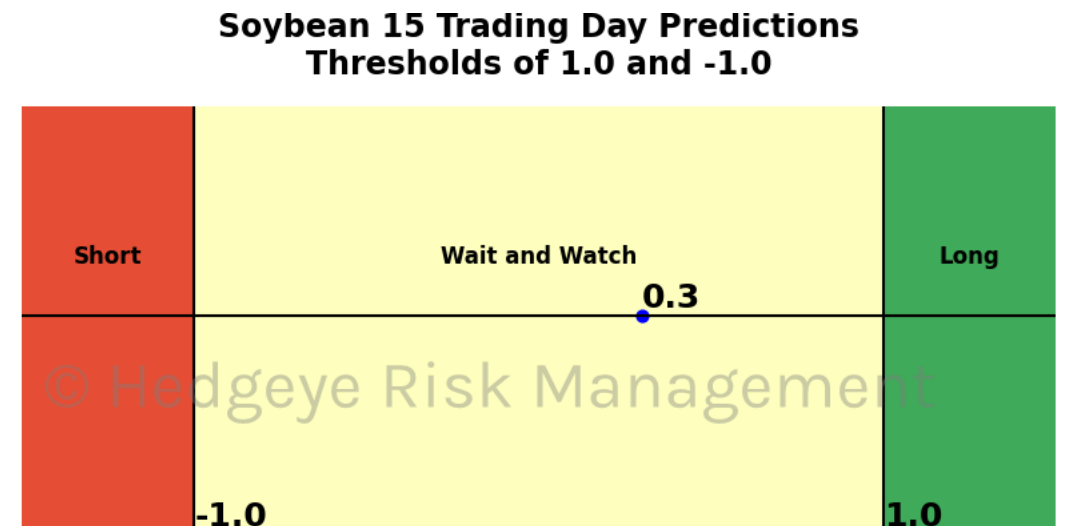 Soybean 15 Trading Day Predictions
Thresholds of 1.0 and -1.0
Short
Wait and Watch
Long
0.3
© Hedgeye Risk Management
-1.0
1.0